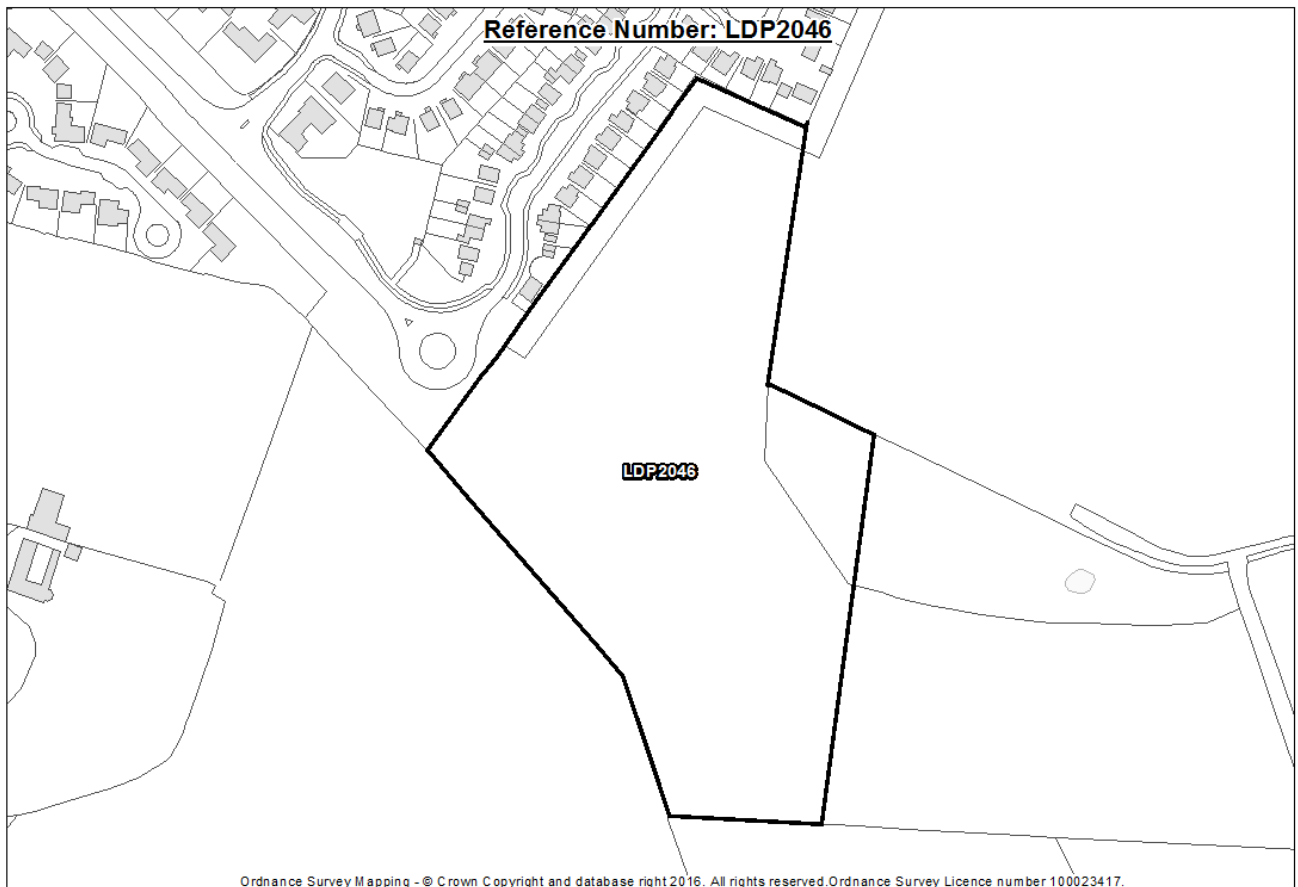 Reference Number: LDP2046
LDP2046
Ordnance Survey Mapping - © Crown Copyright and database right 2016. All rights reserved.Ordnance Survey Licence number 100023417.